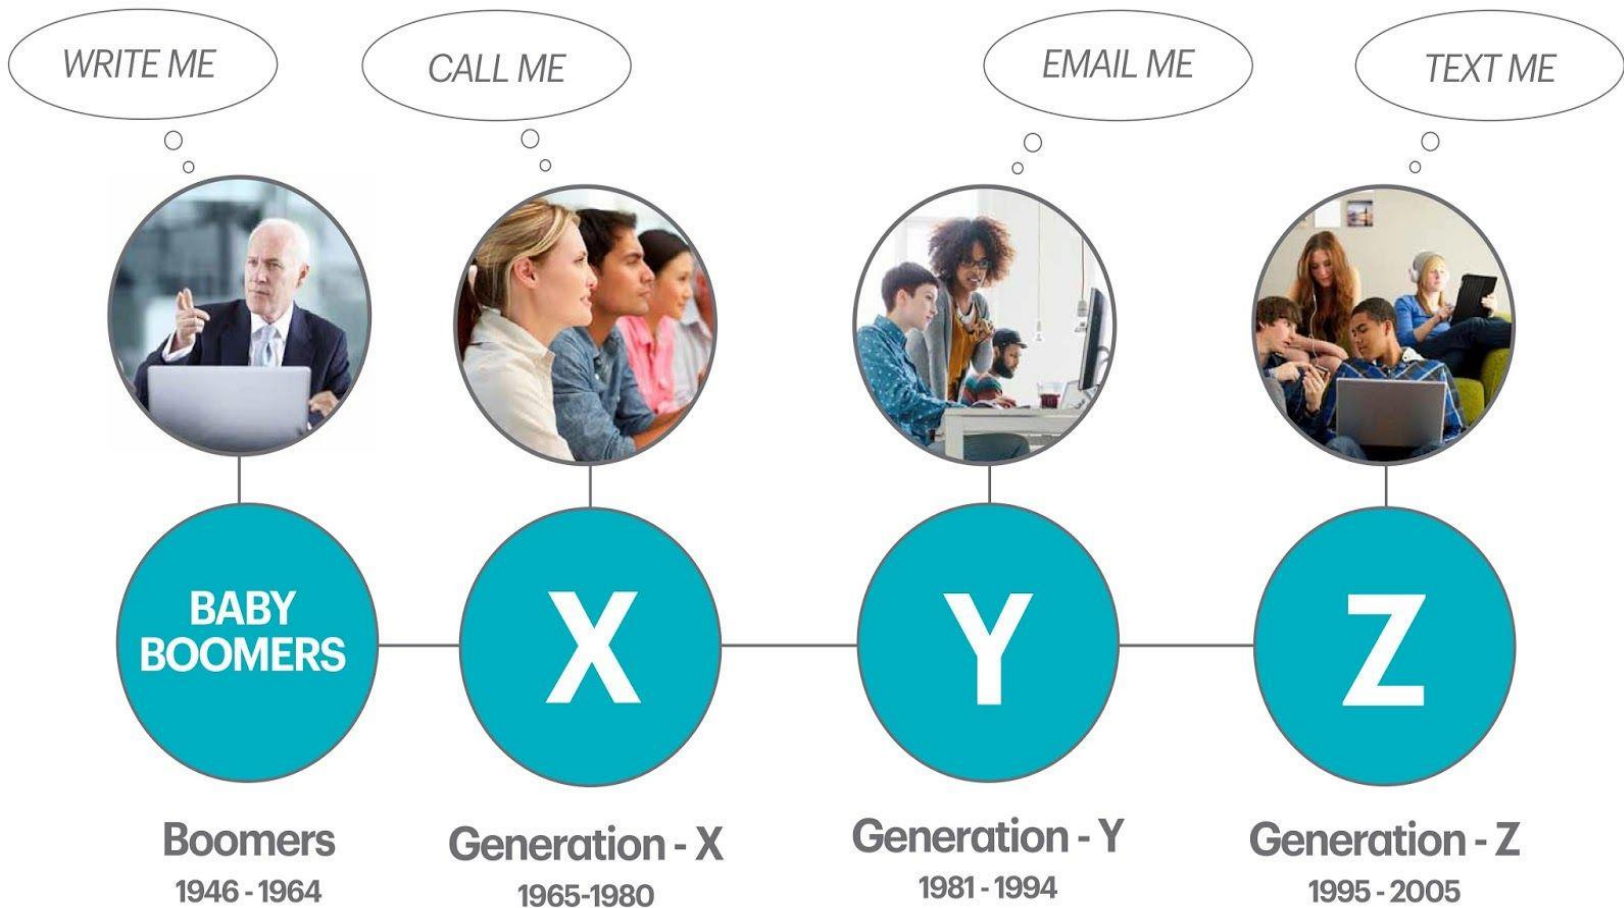 WRITE ME
CALL ME
EMAIL ME
TEXT ME
BABY
BOOMERS
X
Y
Z
Boomers
1946 - 1964
Generation - X
1965-1980
Generation - Y
1981 - 1994
Generation - Z
1995 - 2005